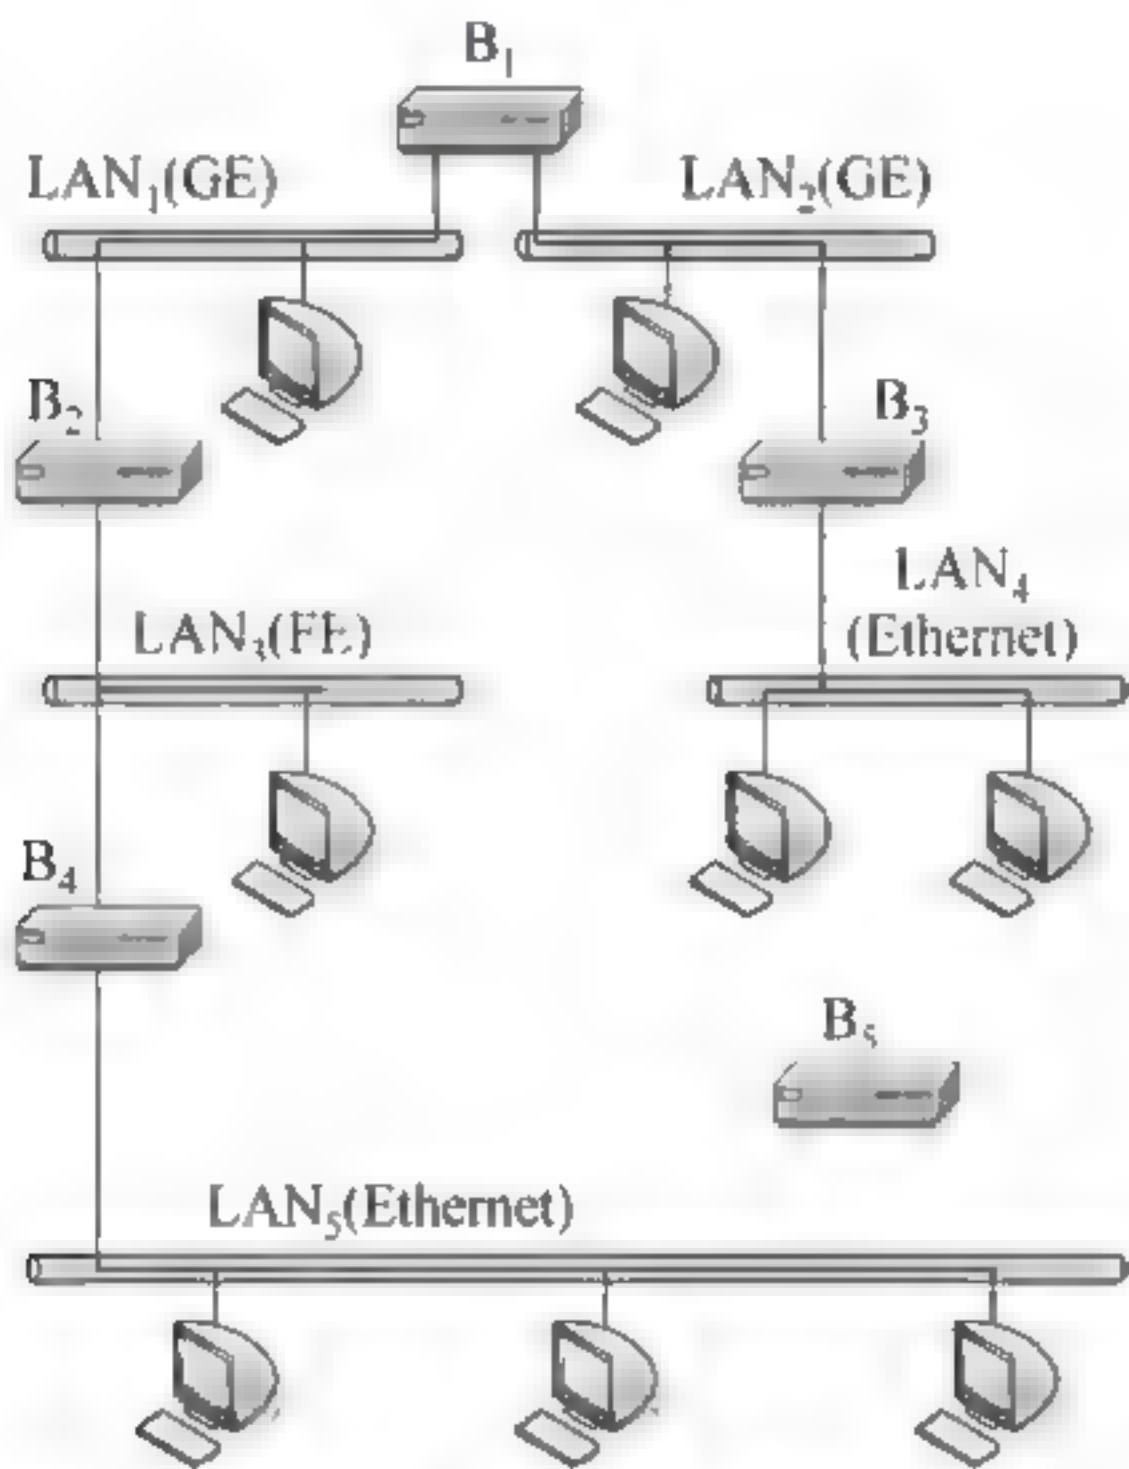 B₁
LAN₁(GE)
LAN₂(GE)
B₂
B₃
LAN₄
(Ethernet)
LAN₃(FE)
B₄
B₅
LAN₅(Ethernet)